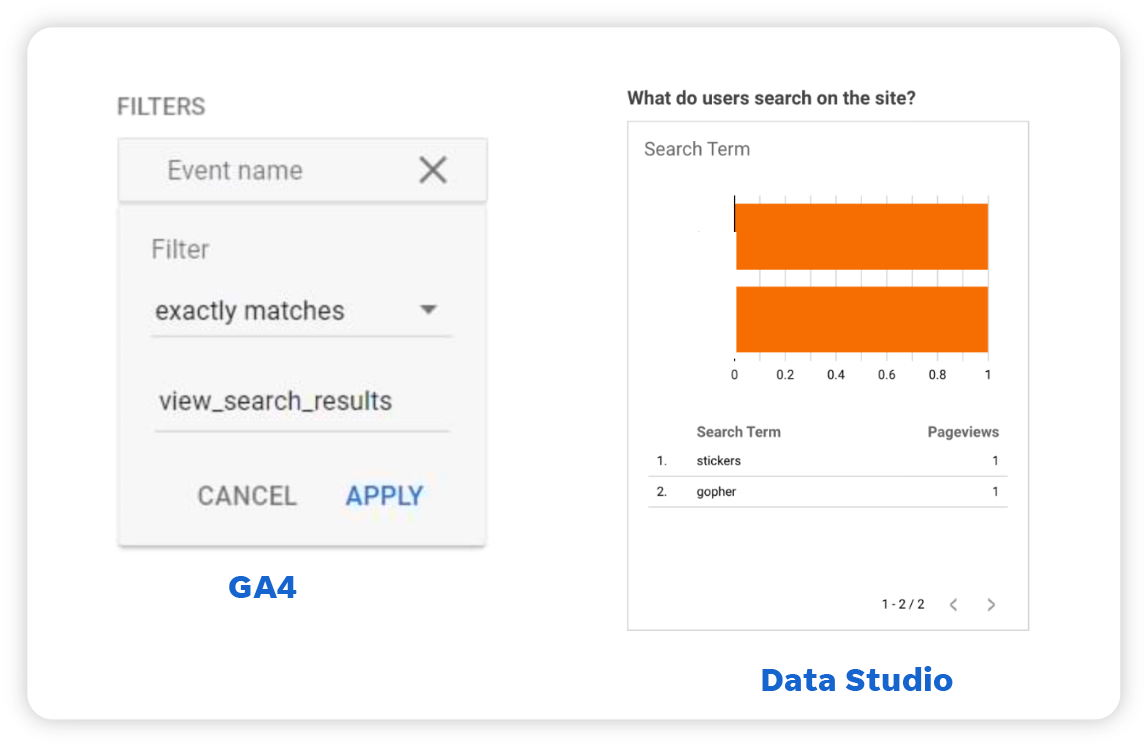 FILTERS
Event name
Filter
exactly matches
view_search_results
CANCEL APPLY
GA4
What do users search on the site?
Search Term
0 0.2 0.4 0.6 0.8 1
Search Term Pageviews
1. stickers 1
2. gopher 1
1 - 2 / 2
Data Studio